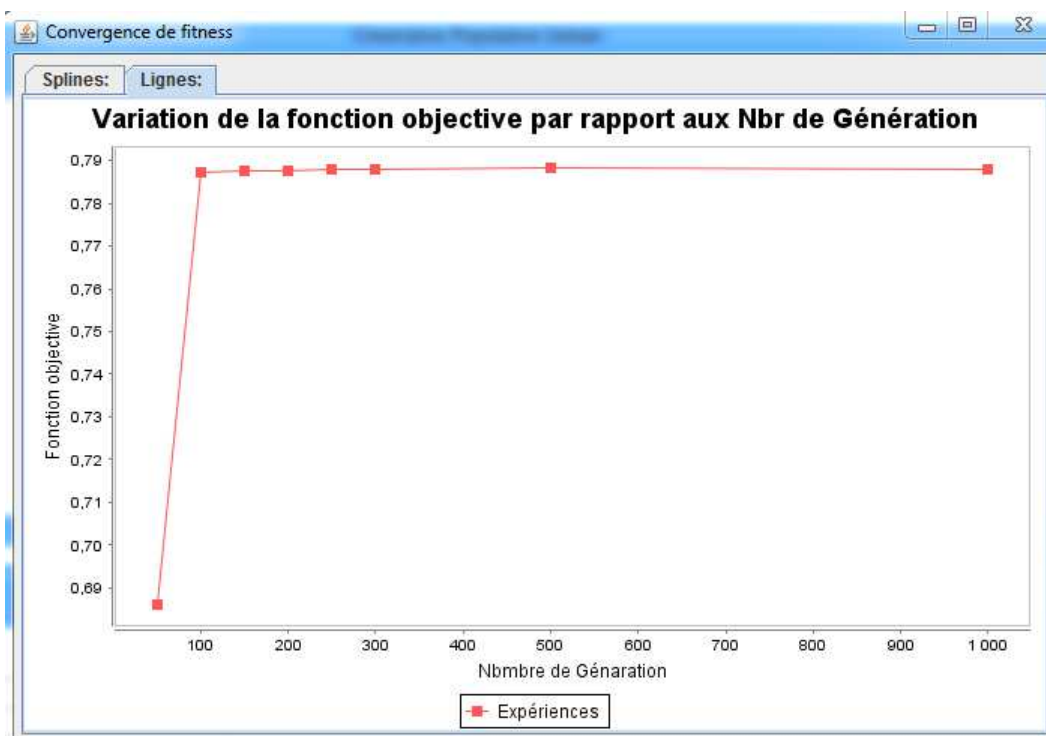 Convergence de fitness
Splines:
Lignes:
Variation de la fonction objective par rapport aux Nbr de Génération
0,79
0,78
0,77
0,76
0,75
0,74
0,73
0,72
0,71
0,70
0,69
Fonction objective
100 200 300 400 500 600 700 800 900 1 000
Nbmbre de Génaration
Expériences